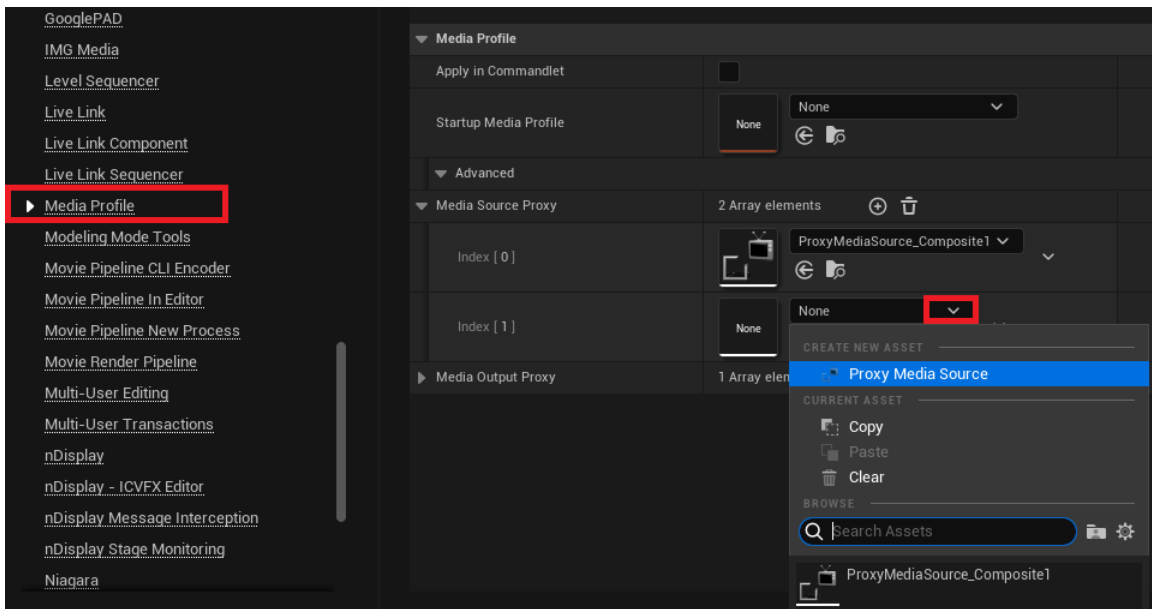 GooglePAD
IMG Media
Level Sequencer
Live Link
Live Link Component
Live Link Sequencer
Media Profile
Modeling Mode Tools
Movie Pipeline CLI Encoder
Movie Pipeline In Editor
Movie Pipeline New Process
Movie Render Pipeline
Multi-User Editing
Multi-User Transactions
nDisplay
nDisplay - ICVFX Editor
nDisplay Message Interception
nDisplay Stage Monitoring
Niagara
Media Profile
Apply in Commandlet
Startup Media Profile
None
None
Advanced
Media Source Proxy
2 Array elements
Index [ 0 ]
ProxyMediaSource_Composite1
Index [ 1 ]
None
None
Media Output Proxy
1 Array elen
CREATE NEW ASSET
Proxy Media Source
CURRENT ASSET
Copy
Paste
Clear
BROWSE
Search Assets
ProxyMediaSource_Composite1